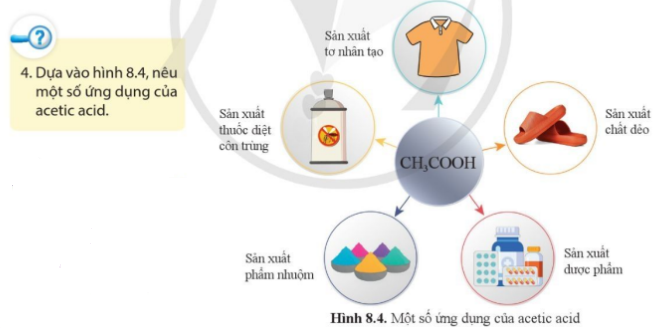 ?
4. Dựa vào hình 8.4, nêu
một số ứng dụng của
acetic acid.
Sản xuất
tơ nhân tạo
Sản xuất
thuốc diệt
côn trùng
Sản xuất
chất dẻo
CH₃COOH
Sản xuất
phẩm nhuộm
Sản xuất
dược phẩm
Hình 8.4. Một số ứng dụng của acetic acid